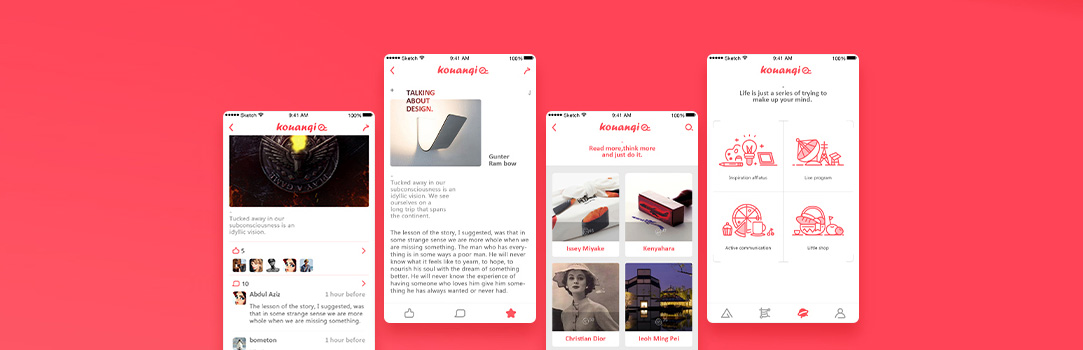 Sketch 9:41 AM 100%
kouanqi
Tucked away in our
subconsciousness is an
idyllic vision.
5
10
Abdul Aziz 1 hour before
The lesson of the story, I suggested, was
that in some strange sense we are more
whole when we are missing something.
bometon 1 hour before
Sketch 9:41 AM 100%
kouanqi
TALKING
ABOUT
DESIGN.
Gunter
Ram bow
Tucked away in our
subconsciousness is an
idyllic vision. We see
ourselves on a
long trip that spans
the continent.
The lesson of the story, I suggested, was that in
some strange sense we are more whole when we
are missing something. The man who has every-
thing is in some ways a poor man. He will never
know what it feels like to yearn, to hope, to
nourish his soul with the dream of something
better. He will never know the experience of
having someone who loves him give him some-
thing he has always wanted or never had.
Sketch 9:41 AM 100%
kouanqi
Read more,think more
and just do it.
Issey Miyake
Kenyahara
Christian Dior
Ieoh Ming Pei
Sketch 9:41 AM 100%
kouanqi
Life is just a series of trying to
make up your mind.
Inspiration afflatus
Live program
Active communication
Little shop